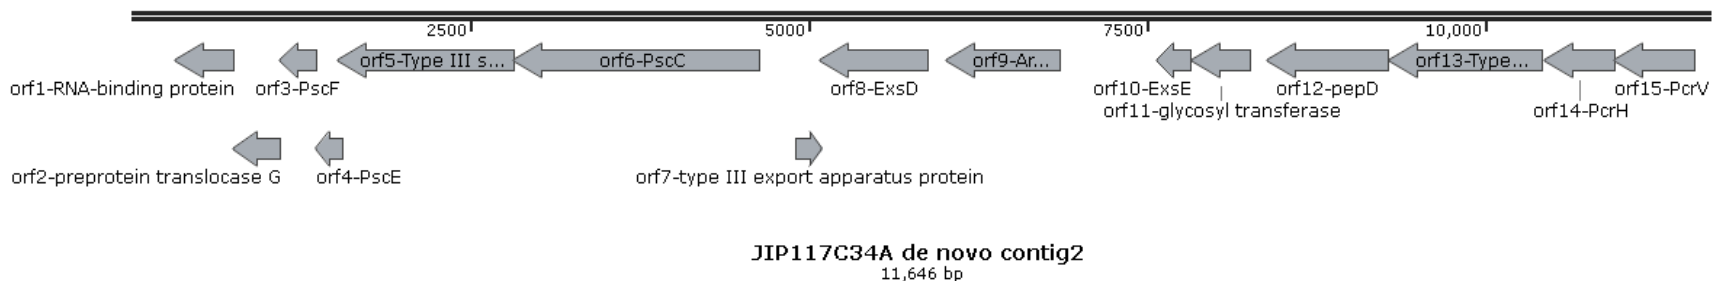 2500 5000 7500 10,000
orf5-Type III s... orf6-PscC orf9-Ar... orf13-Type...
orf1-RNA-binding protein orf3-PscF orf8-ExsD orf10-ExsE orf12-pepD orf15-PcrV
orf11-glycosyl transferase orf14-PcrH
orf2-preprotein translocase G orf4-PscE orf7-type III export apparatus protein
JIP117C34A de novo contig2
11,646 bp